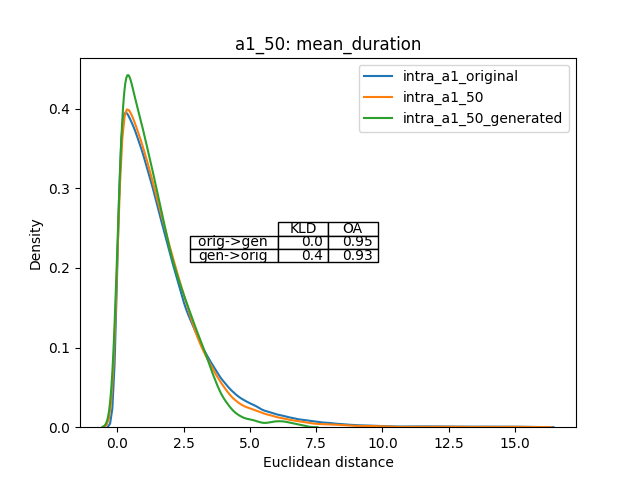 a1_50: mean_duration
intra_a1_original
intra_a1_50
intra_a1_50_generated
KLD OA
orig->gen 0.0 0.95
gen->orig 0.4 0.93
Density
0.4
0.3
0.2
0.1
0.0
0.0 2.5 5.0 7.5 10.0 12.5 15.0
Euclidean distance